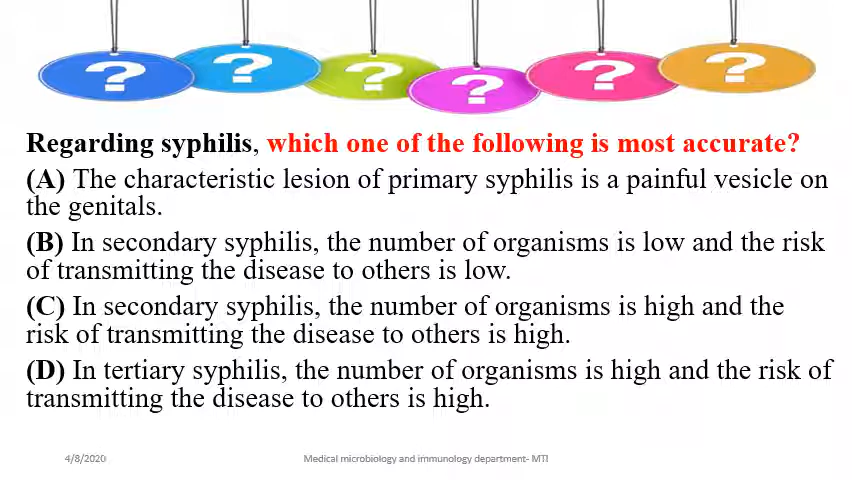 ? ? ? ? ? ?
Regarding syphilis, which one of the following is most accurate?
(A) The characteristic lesion of primary syphilis is a painful vesicle on
the genitals.
(B) In secondary syphilis, the number of organisms is low and the risk
of transmitting the disease to others is low.
(C) In secondary syphilis, the number of organisms is high and the
risk of transmitting the disease to others is high.
(D) In tertiary syphilis, the number of organisms is high and the risk of
transmitting the disease to others is high.
4/8/2020 Medical microbiology and immunology department- MTI